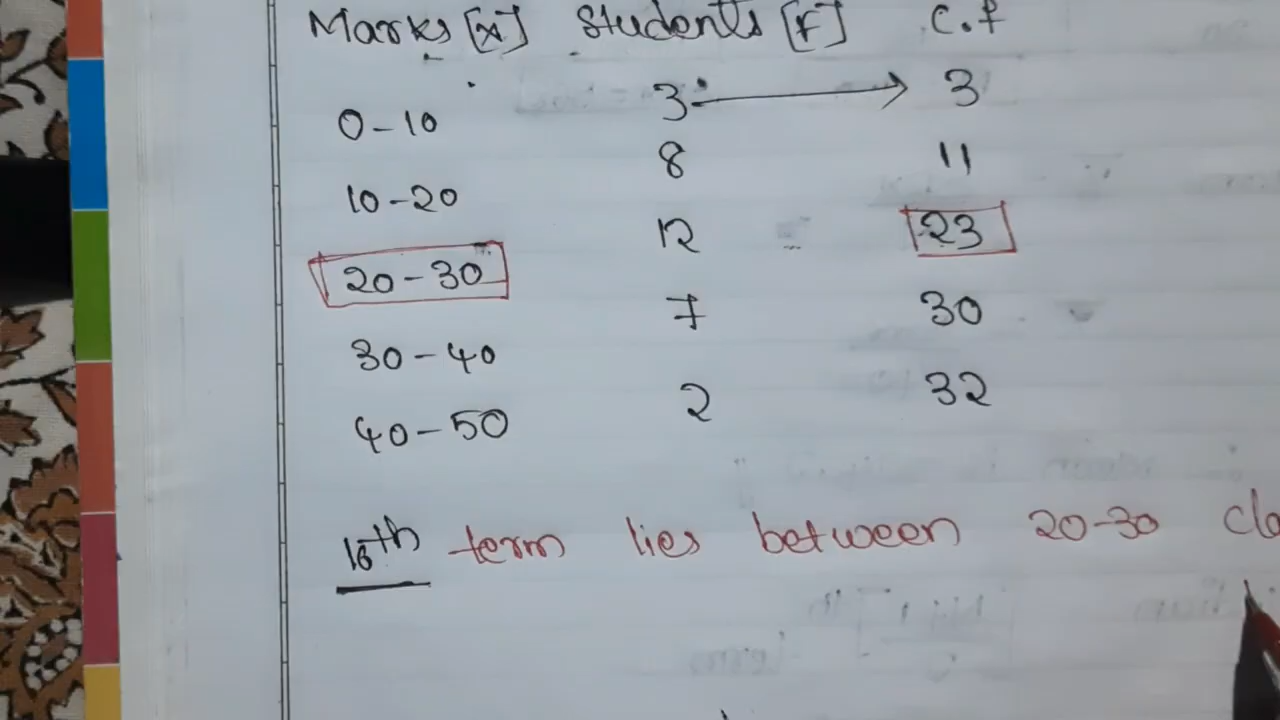 Marks [x] Students [F] C.f
0-10 3 3
10-20 8 11
20-30 12 23
30-40 7 30
40-50 2 32
16th term lies between 20-30 cla